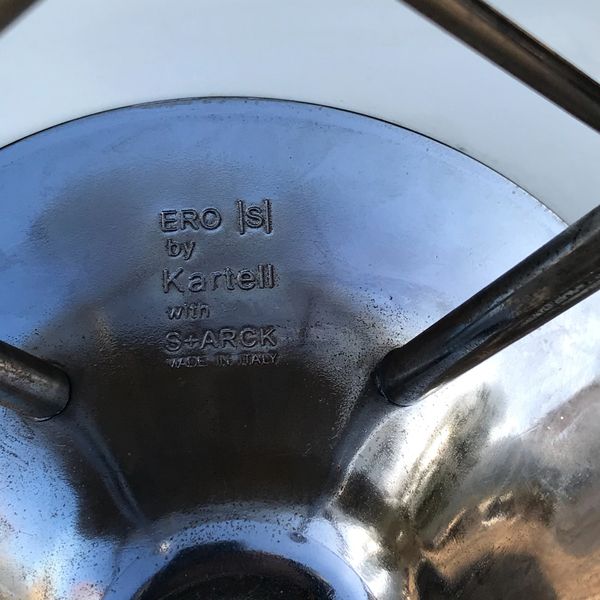 ERO |S|
by
Kartell
with
S+ARCK
MADE IN ITALY